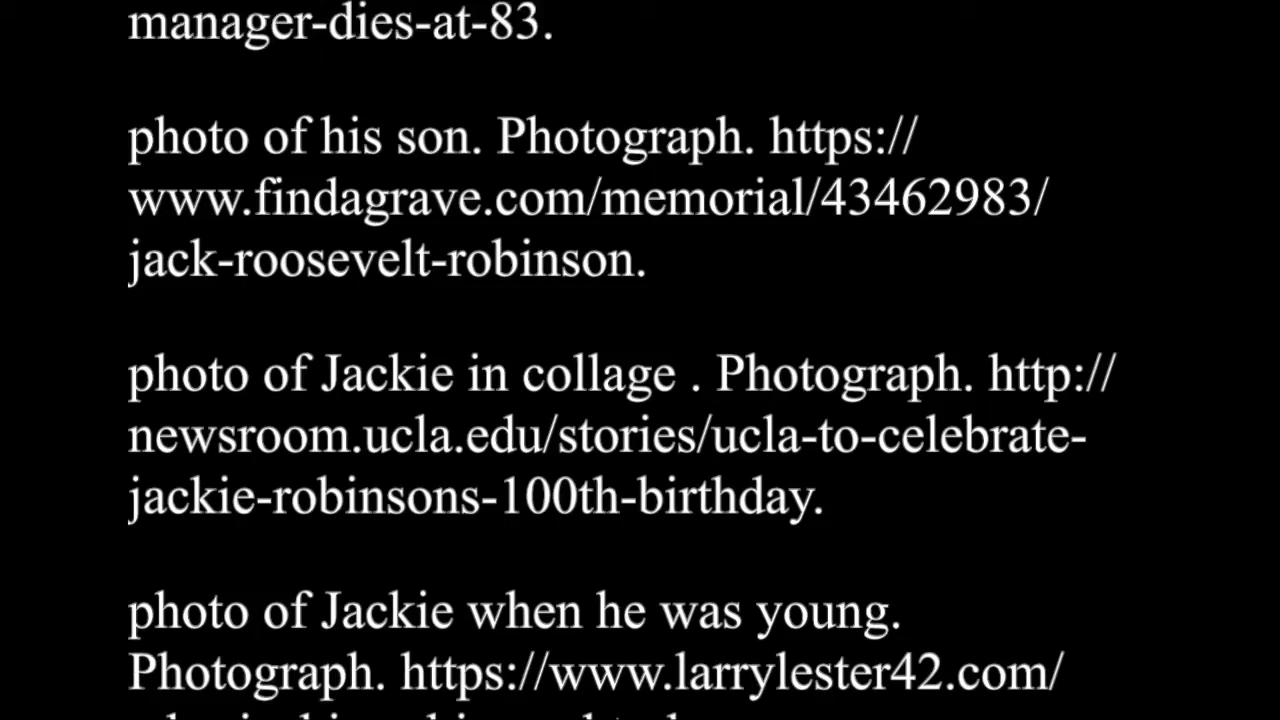 manager-dies-at-83.
photo of his son. Photograph. https://
www.findagrave.com/memorial/43462983/
jack-roosevelt-robinson.
photo of Jackie in collage . Photograph. http://
newsroom.ucla.edu/stories/ucla-to-celebrate-
jackie-robinsons-100th-birthday.
photo of Jackie when he was young.
Photograph. https://www.larrylester42.com/